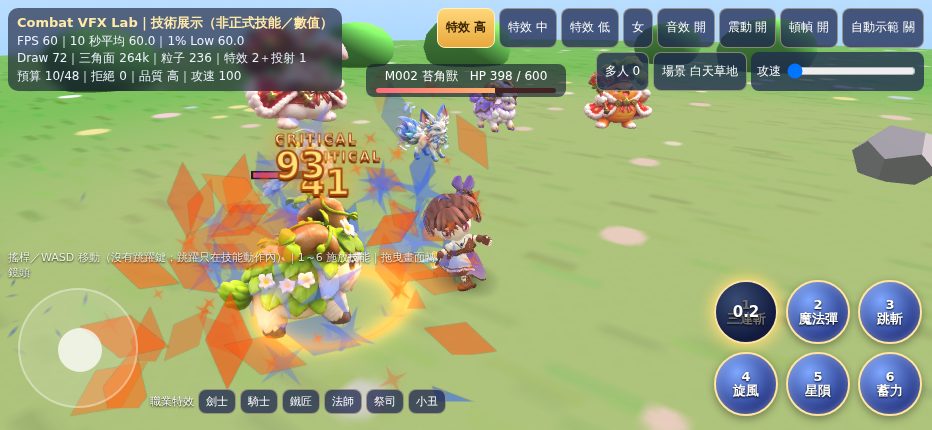 Combat VFX Lab｜技術展示（非正式技能／數值）
FPS 60｜10 秒平均 60.0｜1% Low 60.0
Draw 72｜三角面 264k｜粒子 236｜特效 2＋投射 1
預算 10/48｜拒絕 0｜品質 高｜攻速 100
特效 高
特效 中
特效 低
女
音效 開
震動 開
頓幀 開
自動示範 關
多人 0
場景 白天草地
攻速
M002 苔角獸 HP 398 / 600
CRITICAL
93
41
搖桿／WASD 移動（沒有跳躍鍵；跳躍只在技能動作內）｜1～6 施放技能｜拖曳畫面轉
鏡頭
0.2
1
三連斬
2
魔法彈
3
跳斬
4
旋風
5
星隕
6
蓄力
職業特效
劍士
騎士
鐵匠
法師
祭司
小丑